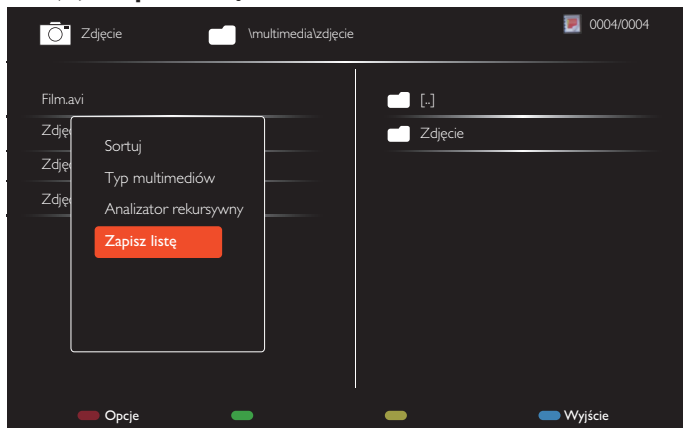 Zdjęcie
\multimedia\zdjęcie
0004/0004
Film.avi
[..]
Zdjęcie
Sortuj
Typ multimediów
Analizator rekursywny
Zapisz listę
Opcje
Wyjście